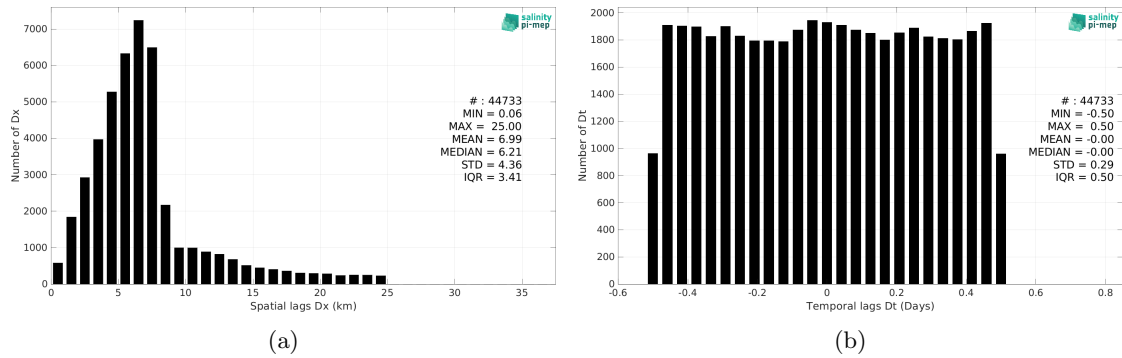 7000
6000
5000
4000
3000
2000
1000
0
Number of Dx
salinity
pi-mep
# : 44733
MIN = 0.06
MAX = 25.00
MEAN = 6.99
MEDIAN = 6.21
STD = 4.36
IQR = 3.41
0 5 10 15 20 25 30 35
Spatial lags Dx (km)
(a)
2000
1800
1600
1400
1200
1000
800
600
400
200
0
Number of Dt
salinity
pi-mep
# : 44733
MIN = -0.50
MAX = 0.50
MEAN = -0.00
MEDIAN = -0.00
STD = 0.29
IQR = 0.50
-0.6 -0.4 -0.2 0 0.2 0.4 0.6 0.8
Temporal lags Dt (Days)
(b)